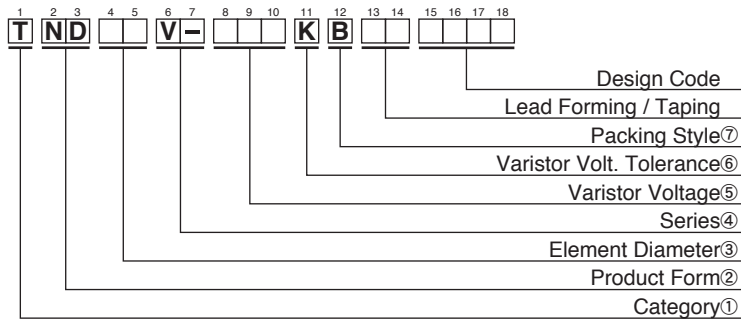 1 2 3 4 5 6 7 8 9 10 11 12 13 14 15 16 17 18
T ND V- K B
Design Code
Lead Forming / Taping
Packing Style⑦
Varistor Volt. Tolerance⑥
Varistor Voltage⑤
Series④
Element Diameter③
Product Form②
Category①